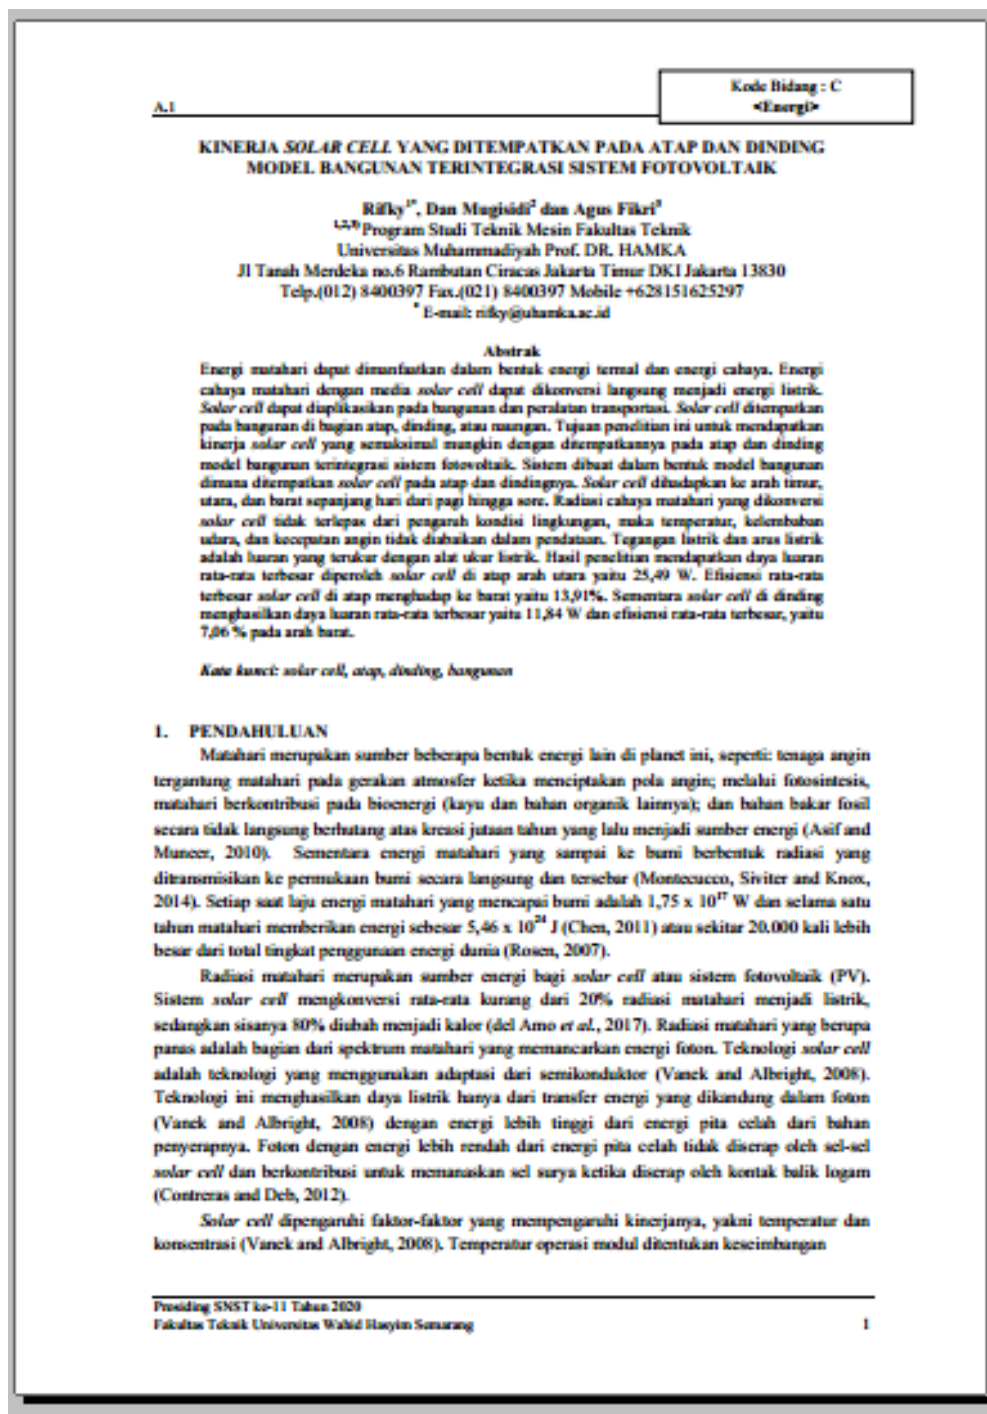 Kode Bidang : C
<Energi>
A.1
KINERJA SOLAR CELL YANG DITEMPATKAN PADA ATAP DAN DINDING
MODEL BANGUNAN TERINTEGRASI SISTEM FOTOVOLTAIK
Rifky1*, Dan Mugisidi2 dan Agus Fikri3
1,2,3) Program Studi Teknik Mesin Fakultas Teknik
Universitas Muhammadiyah Prof. DR. HAMKA
Jl Tanah Merdeka no.6 Rambutan Ciracas Jakarta Timur DKI Jakarta 13830
Telp.(012) 8400397 Fax.(021) 8400397 Mobile +628151625297
* E-mail: rifky@uhamka.ac.id
Abstrak
Energi matahari dapat dimanfaatkan dalam bentuk energi termal dan energi cahaya. Energi
cahaya matahari dengan media solar cell dapat dikonversi langsung menjadi energi listrik.
Solar cell dapat diaplikasikan pada bangunan dan peralatan transportasi. Solar cell ditempatkan
pada bangunan di bagian atap, dinding, atau naungan. Tujuan penelitian ini untuk mendapatkan
kinerja solar cell yang semaksimal mungkin dengan ditempatkannya pada atap dan dinding
model bangunan terintegrasi sistem fotovoltaik. Sistem dibuat dalam bentuk model bangunan
dimana ditempatkan solar cell pada atap dan dindingnya. Solar cell dihadapkan ke arah timur,
utara, dan barat sepanjang hari dari pagi hingga sore. Radiasi cahaya matahari yang dikonversi
solar cell tidak terlepas dari pengaruh kondisi lingkungan, maka temperatur, kelembaban
udara, dan kecepatan angin tidak diabaikan dalam pendataan. Tegangan listrik dan arus listrik
adalah luaran yang terukur dengan alat ukur listrik. Hasil penelitian mendapatkan daya luaran
rata-rata terbesar diperoleh solar cell di atap arah utara yaitu 25,49 W. Efisiensi rata-rata
terbesar solar cell di atap menghadap ke barat yaitu 13,91%. Sementara solar cell di dinding
menghasilkan daya luaran rata-rata terbesar yaitu 11,84 W dan efisiensi rata-rata terbesar, yaitu
7,06 % pada arah barat.
Kata kunci: solar cell, atap, dinding, bangunan
1. PENDAHULUAN
Matahari merupakan sumber beberapa bentuk energi lain di planet ini, seperti: tenaga angin
tergantung matahari pada gerakan atmosfer ketika menciptakan pola angin; melalui fotosintesis,
matahari berkontribusi pada bioenergi (kayu dan bahan organik lainnya); dan bahan bakar fosil
secara tidak langsung berhutang atas kreasi jutaan tahun yang lalu menjadi sumber energi (Asif and
Muneer, 2010). Sementara energi matahari yang sampai ke bumi berbentuk radiasi yang
ditransmisikan ke permukaan bumi secara langsung dan tersebar (Montecucco, Siviter and Knox,
2014). Setiap saat laju energi matahari yang mencapai bumi adalah 1,75 x 10^17 W dan selama satu
tahun matahari memberikan energi sebesar 5,46 x 10^24 J (Chen, 2011) atau sekitar 20.000 kali lebih
besar dari total tingkat penggunaan energi dunia (Rosen, 2007).
Radiasi matahari merupakan sumber energi bagi solar cell atau sistem fotovoltaik (PV).
Sistem solar cell mengkonversi rata-rata kurang dari 20% radiasi matahari menjadi listrik,
sedangkan sisanya 80% diubah menjadi kalor (del Amo et al., 2017). Radiasi matahari yang berupa
panas adalah bagian dari spektrum matahari yang memancarkan energi foton. Teknologi solar cell
adalah teknologi yang menggunakan adaptasi dari semikonduktor (Vanek and Albright, 2008).
Teknologi ini menghasilkan daya listrik hanya dari transfer energi yang dikandung dalam foton
(Vanek and Albright, 2008) dengan energi lebih tinggi dari energi pita celah dari bahan
penyerapnya. Foton dengan energi lebih rendah dari energi pita celah tidak diserap oleh sel-sel
solar cell dan berkontribusi untuk memanaskan sel surya ketika diserap oleh kontak balik logam
(Contreras and Deb, 2012).
Solar cell dipengaruhi faktor-faktor yang mempengaruhi kinerjanya, yakni temperatur dan
konsentrasi (Vanek and Albright, 2008). Temperatur operasi modul ditentukan keseimbangan
Prosiding SNST ke-11 Tahun 2020
Fakultas Teknik Universitas Wahid Hasyim Semarang 1